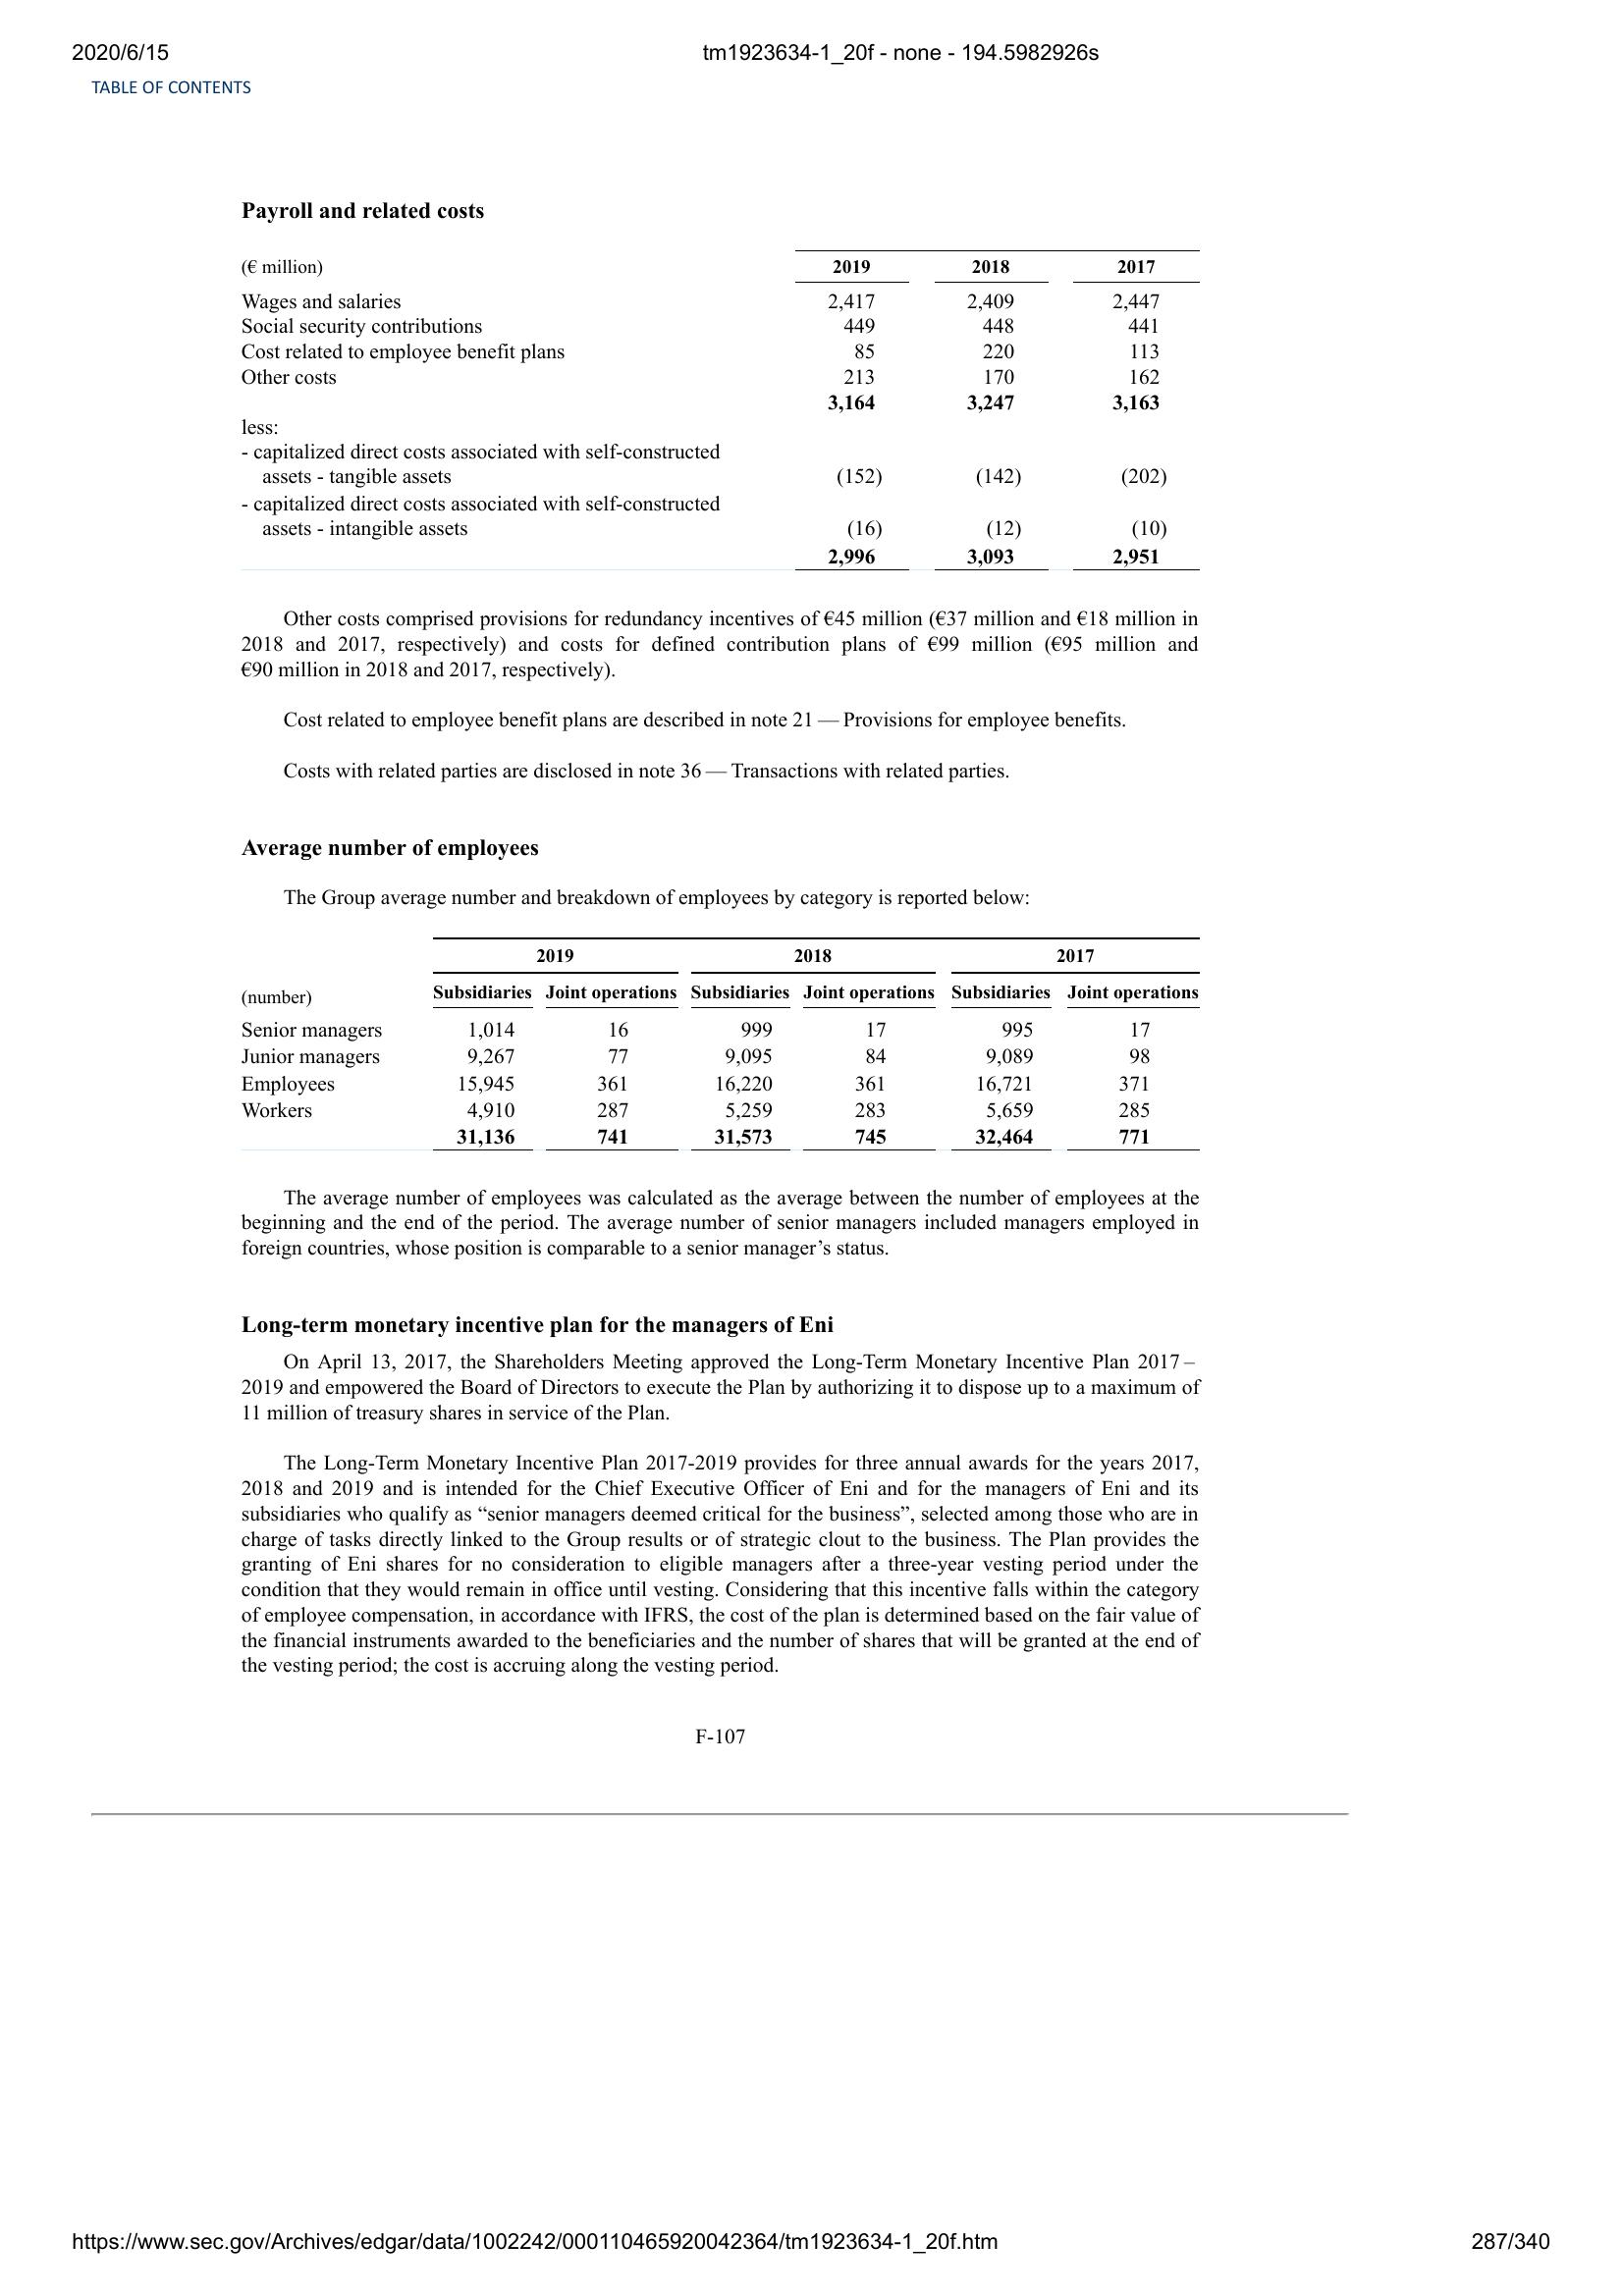 2020/6/15 tm1923634-1_20f - none - 194.5982926s
TABLE OF CONTENTS
Payroll and related costs
(€ million) 2019 2018 2017
Wages and salaries 2,417 2,409 2,447
Social security contributions 449 448 441
Cost related to employee benefit plans 85 220 113
Other costs 213 170 162
3,164 3,247 3,163
less:
- capitalized direct costs associated with self-constructed
assets - tangible assets (152) (142) (202)
- capitalized direct costs associated with self-constructed
assets - intangible assets (16) (12) (10)
2,996 3,093 2,951
Other costs comprised provisions for redundancy incentives of €45 million (€37 million and €18 million in
2018 and 2017, respectively) and costs for defined contribution plans of €99 million (€95 million and
€90 million in 2018 and 2017, respectively).
Cost related to employee benefit plans are described in note 21 — Provisions for employee benefits.
Costs with related parties are disclosed in note 36 — Transactions with related parties.
Average number of employees
The Group average number and breakdown of employees by category is reported below:
2019 2018 2017
(number) Subsidiaries Joint operations Subsidiaries Joint operations Subsidiaries Joint operations
Senior managers 1,014 16 999 17 995 17
Junior managers 9,267 77 9,095 84 9,089 98
Employees 15,945 361 16,220 361 16,721 371
Workers 4,910 287 5,259 283 5,659 285
31,136 741 31,573 745 32,464 771
The average number of employees was calculated as the average between the number of employees at the
beginning and the end of the period. The average number of senior managers included managers employed in
foreign countries, whose position is comparable to a senior manager’s status.
Long-term monetary incentive plan for the managers of Eni
On April 13, 2017, the Shareholders Meeting approved the Long-Term Monetary Incentive Plan 2017 –
2019 and empowered the Board of Directors to execute the Plan by authorizing it to dispose up to a maximum of
11 million of treasury shares in service of the Plan.
The Long-Term Monetary Incentive Plan 2017-2019 provides for three annual awards for the years 2017,
2018 and 2019 and is intended for the Chief Executive Officer of Eni and for the managers of Eni and its
subsidiaries who qualify as “senior managers deemed critical for the business”, selected among those who are in
charge of tasks directly linked to the Group results or of strategic clout to the business. The Plan provides the
granting of Eni shares for no consideration to eligible managers after a three-year vesting period under the
condition that they would remain in office until vesting. Considering that this incentive falls within the category
of employee compensation, in accordance with IFRS, the cost of the plan is determined based on the fair value of
the financial instruments awarded to the beneficiaries and the number of shares that will be granted at the end of
the vesting period; the cost is accruing along the vesting period.
F-107
https://www.sec.gov/Archives/edgar/data/1002242/000110465920042364/tm1923634-1_20f.htm 287/340